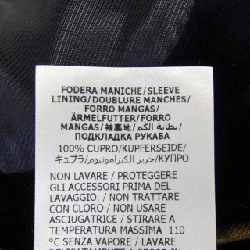 FODERA MANICHE/SLEEVE
LINING/DOUBLURE MANCHES/
FORRO MANGAS/
ÄRMELFUTTER/FORRO
MANGAS/袖裏地/بطانة الكم/
ПОДКЛАДКА РУКАВА
100% CUPRO/KUPFERSEIDE/
キュプラ/حرير الكبرامونيوم/КУПРО
NON LAVARE / PROTEGGERE
GLI ACCESSORI PRIMA DEL
LAVAGGIO. / NON TRATTARE
CON CLORO / NON USARE
ASCIUGATRICE / STIRARE A
TEMPERATURA MASSIMA 110
°C SENZA VAPORE / LAVARE